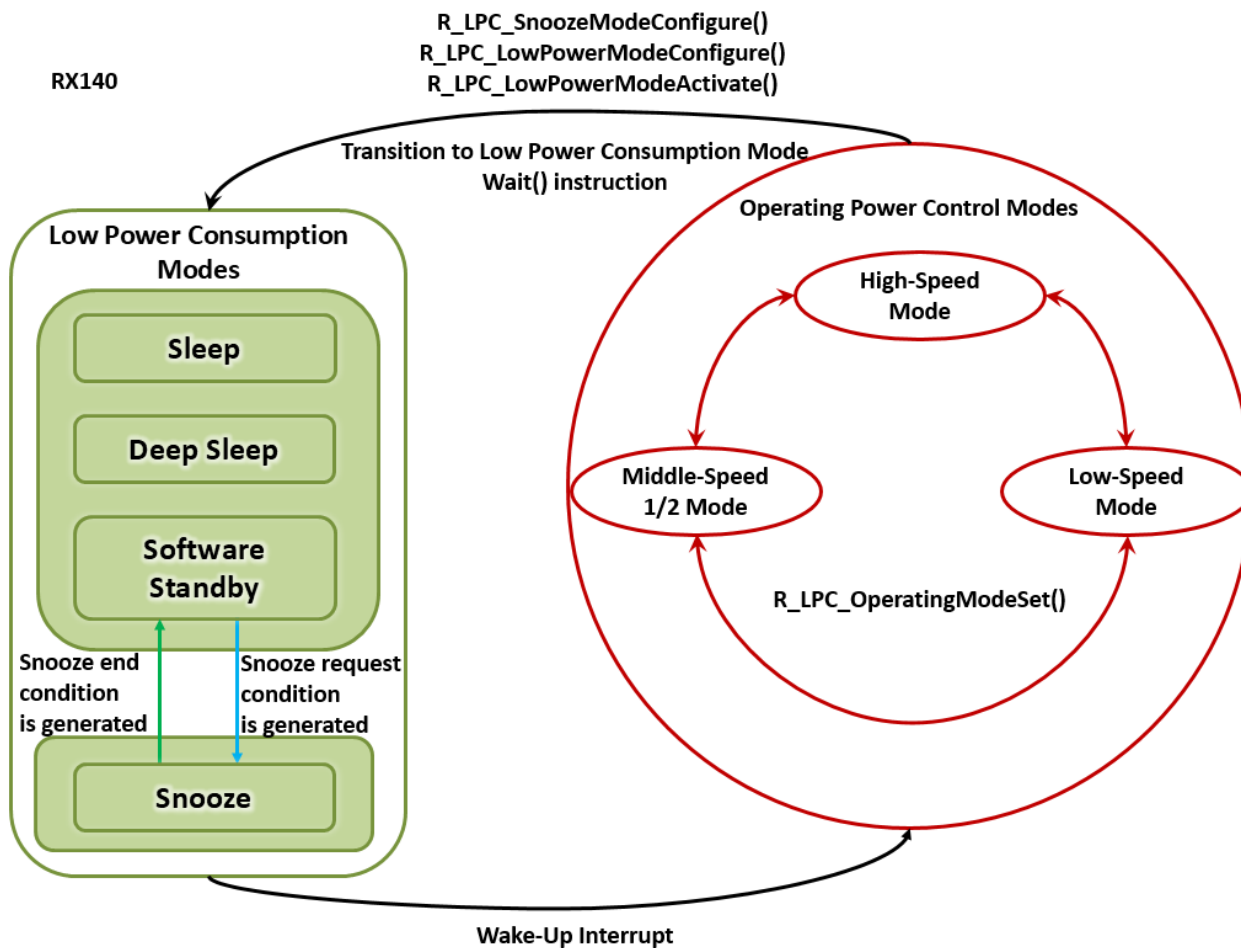 R_LPC_SnoozeModeConfigure()
R_LPC_LowPowerModeConfigure()
R_LPC_LowPowerModeActivate()
RX140
Transition to Low Power Consumption Mode
Wait() instruction
Operating Power Control Modes
Low Power Consumption
Modes
High-Speed
Mode
Sleep
Deep Sleep
Middle-Speed
1/2 Mode
Low-Speed
Mode
Software
Standby
R_LPC_OperatingModeSet()
Snooze end
condition
is generated
Snooze request
condition
is generated
Snooze
Wake-Up Interrupt